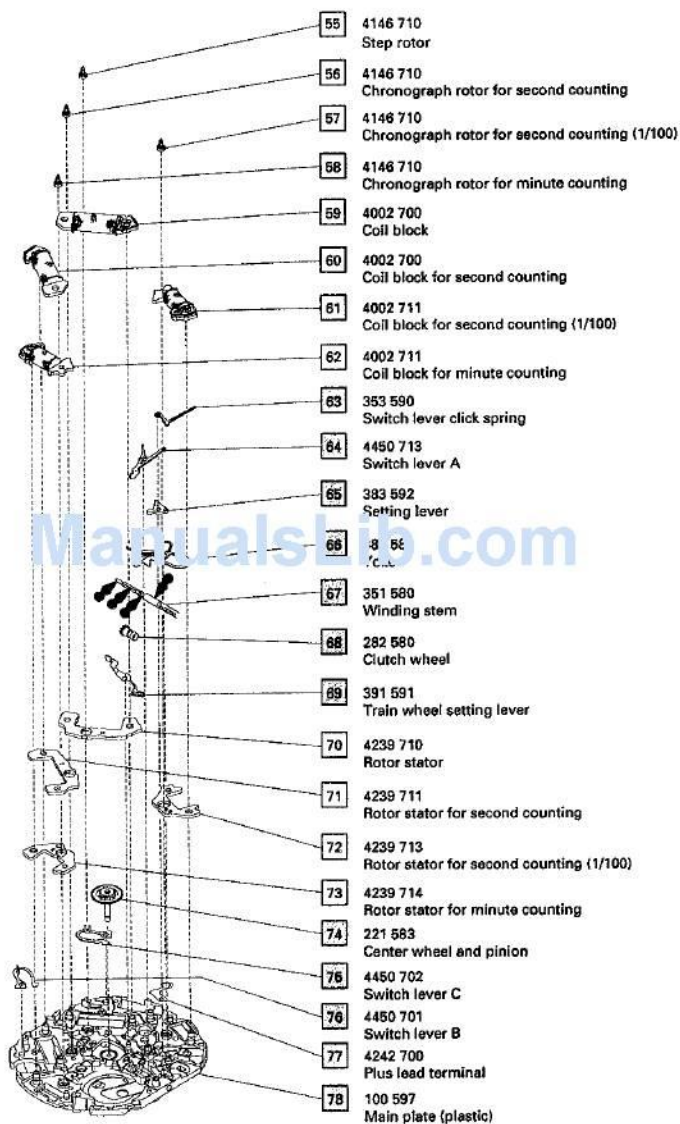 55 4146 710
Step rotor
56 4146 710
Chronograph rotor for second counting
57 4146 710
Chronograph rotor for second counting (1/100)
58 4146 710
Chronograph rotor for minute counting
59 4002 700
Coil block
60 4002 700
Coil block for second counting
61 4002 711
Coil block for second counting (1/100)
62 4002 711
Coil block for minute counting
63 353 590
Switch lever click spring
64 4450 713
Switch lever A
65 383 592
Setting lever
ManualsLib.com
66
67 351 580
Winding stem
68 282 580
Clutch wheel
69 391 591
Train wheel setting lever
70 4239 710
Rotor stator
71 4239 711
Rotor stator for second counting
72 4239 713
Rotor stator for second counting (1/100)
73 4239 714
Rotor stator for minute counting
74 221 583
Center wheel and pinion
75 4450 702
Switch lever C
76 4450 701
Switch lever B
77 4242 700
Plus lead terminal
78 100 597
Main plate (plastic)